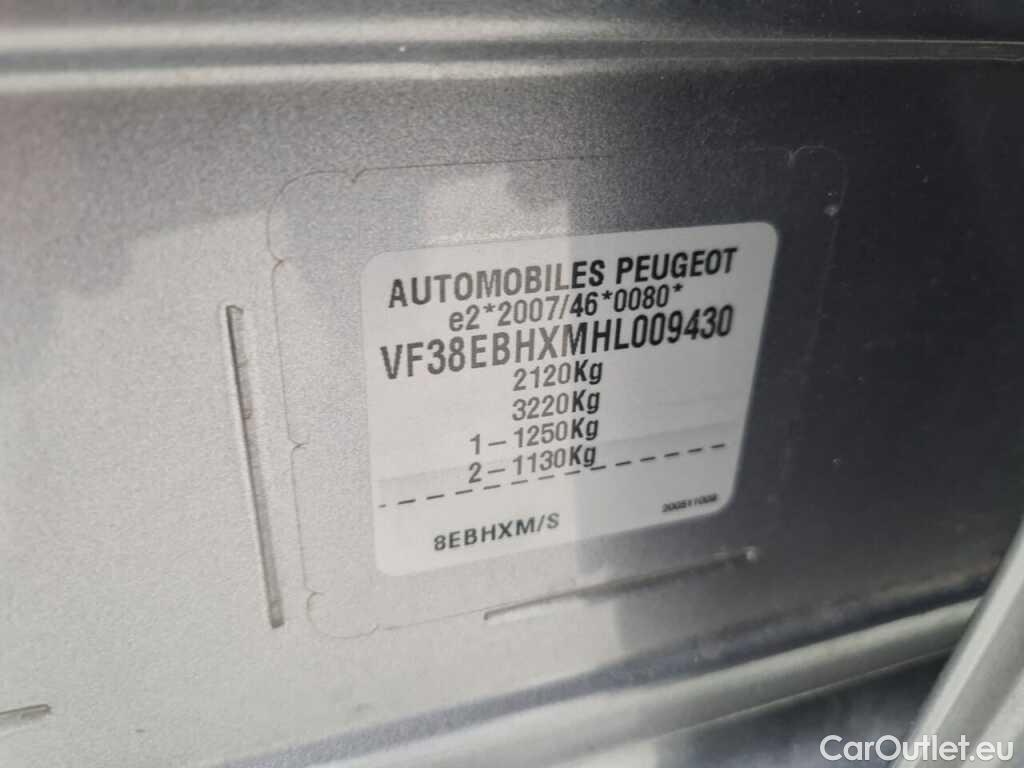 AUTOMOBILES PEUGEOT
e2*2007/46*0080*
VF38EBHXMHL009430
2120Kg
3220Kg
1-1250Kg
2-1130Kg
8EBHXM/S
CarOutlet.eu